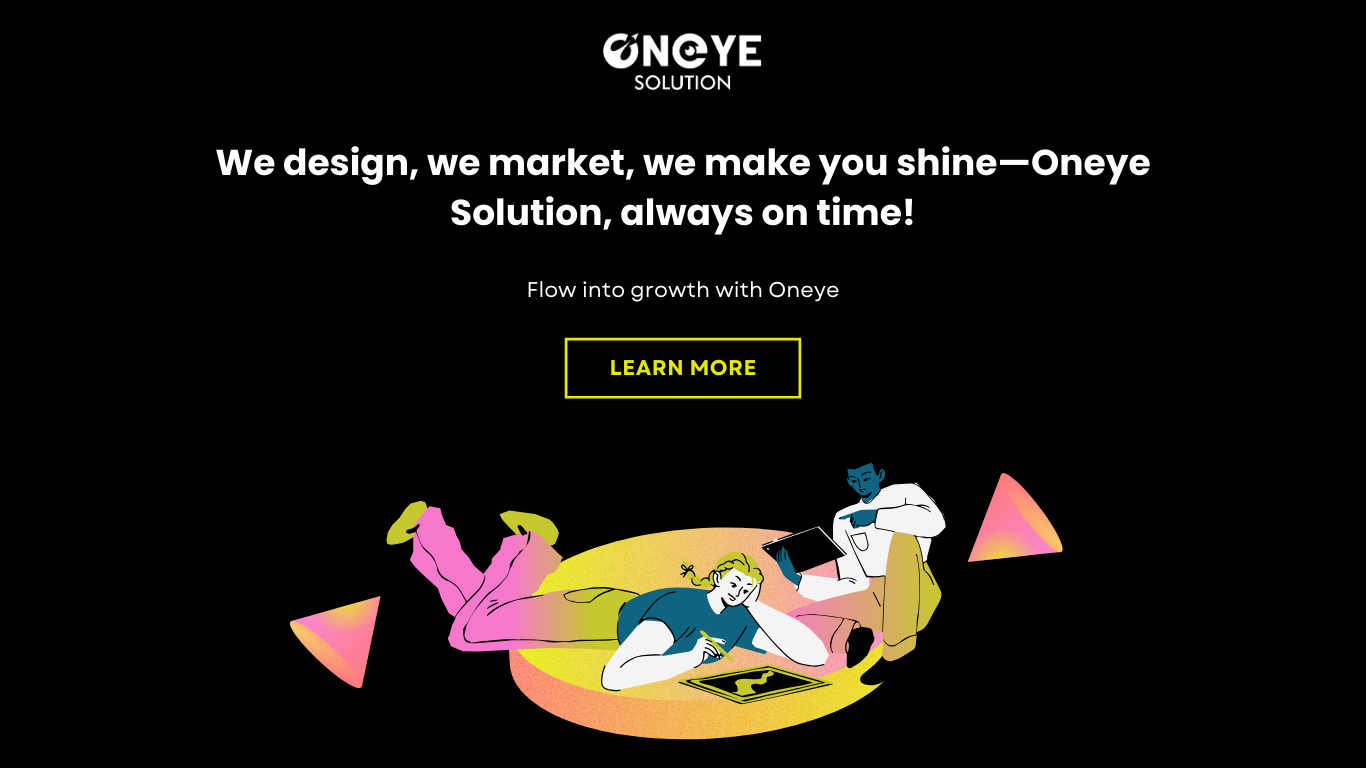 ONEYE
SOLUTION
We design, we market, we make you shine—Oneye
Solution, always on time!
Flow into growth with Oneye
LEARN MORE